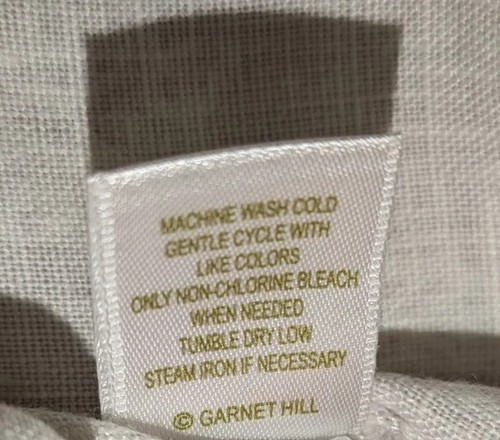 MACHINE WASH COLD
GENTLE CYCLE WITH
LIKE COLORS
ONLY NON-CHLORINE BLEACH
WHEN NEEDED
TUMBLE DRY LOW
STEAM IRON IF NECESSARY
© GARNET HILL